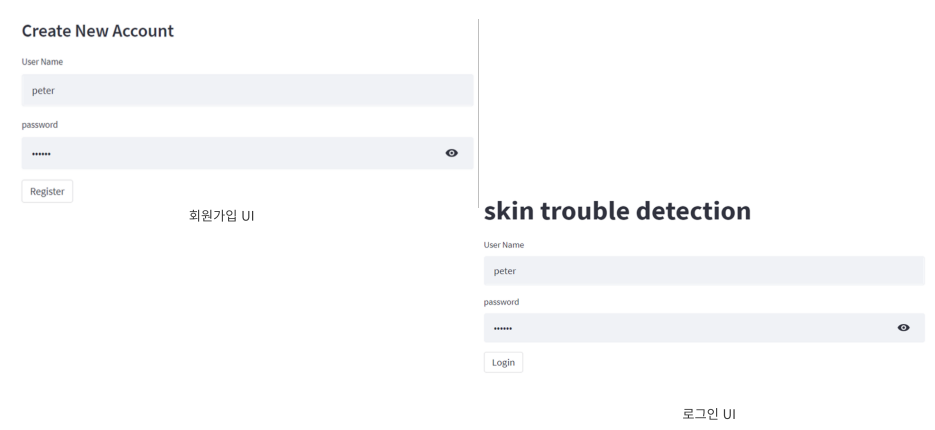 Create New Account
User Name
peter
password
••••••
Register
회원가입 UI
skin trouble detection
User Name
peter
password
••••••
Login
로그인 UI